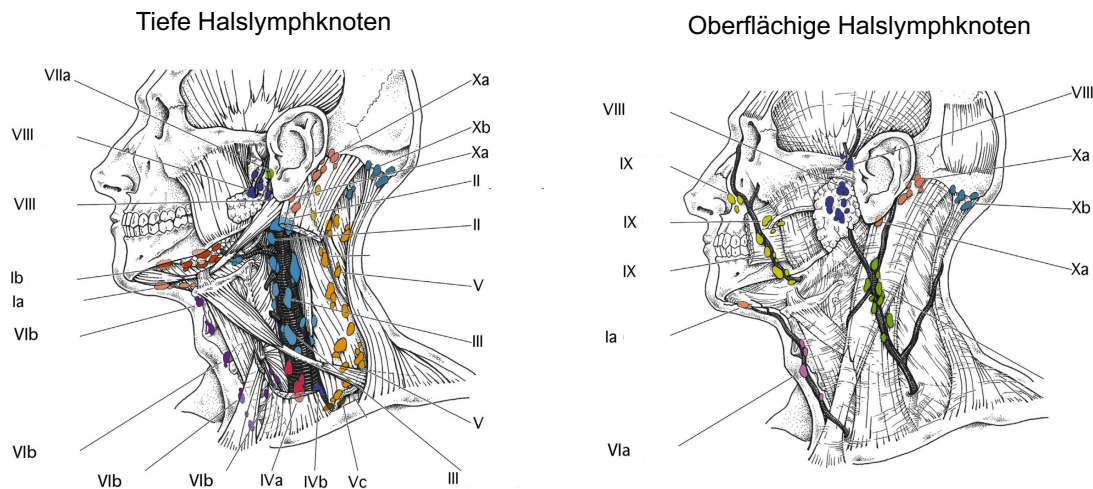 Tiefe Halslymphknoten
VIIa
VIII
VIII
Ib
Ia
VIb
VIb
VIb
VIb
IVa
IVb
Vc
III
Xa
Xb
Xa
II
II
V
III
V
Oberflächige Halslymphknoten
VIII
IX
IX
IX
Ia
VIa
VIII
Xa
Xb
Xa